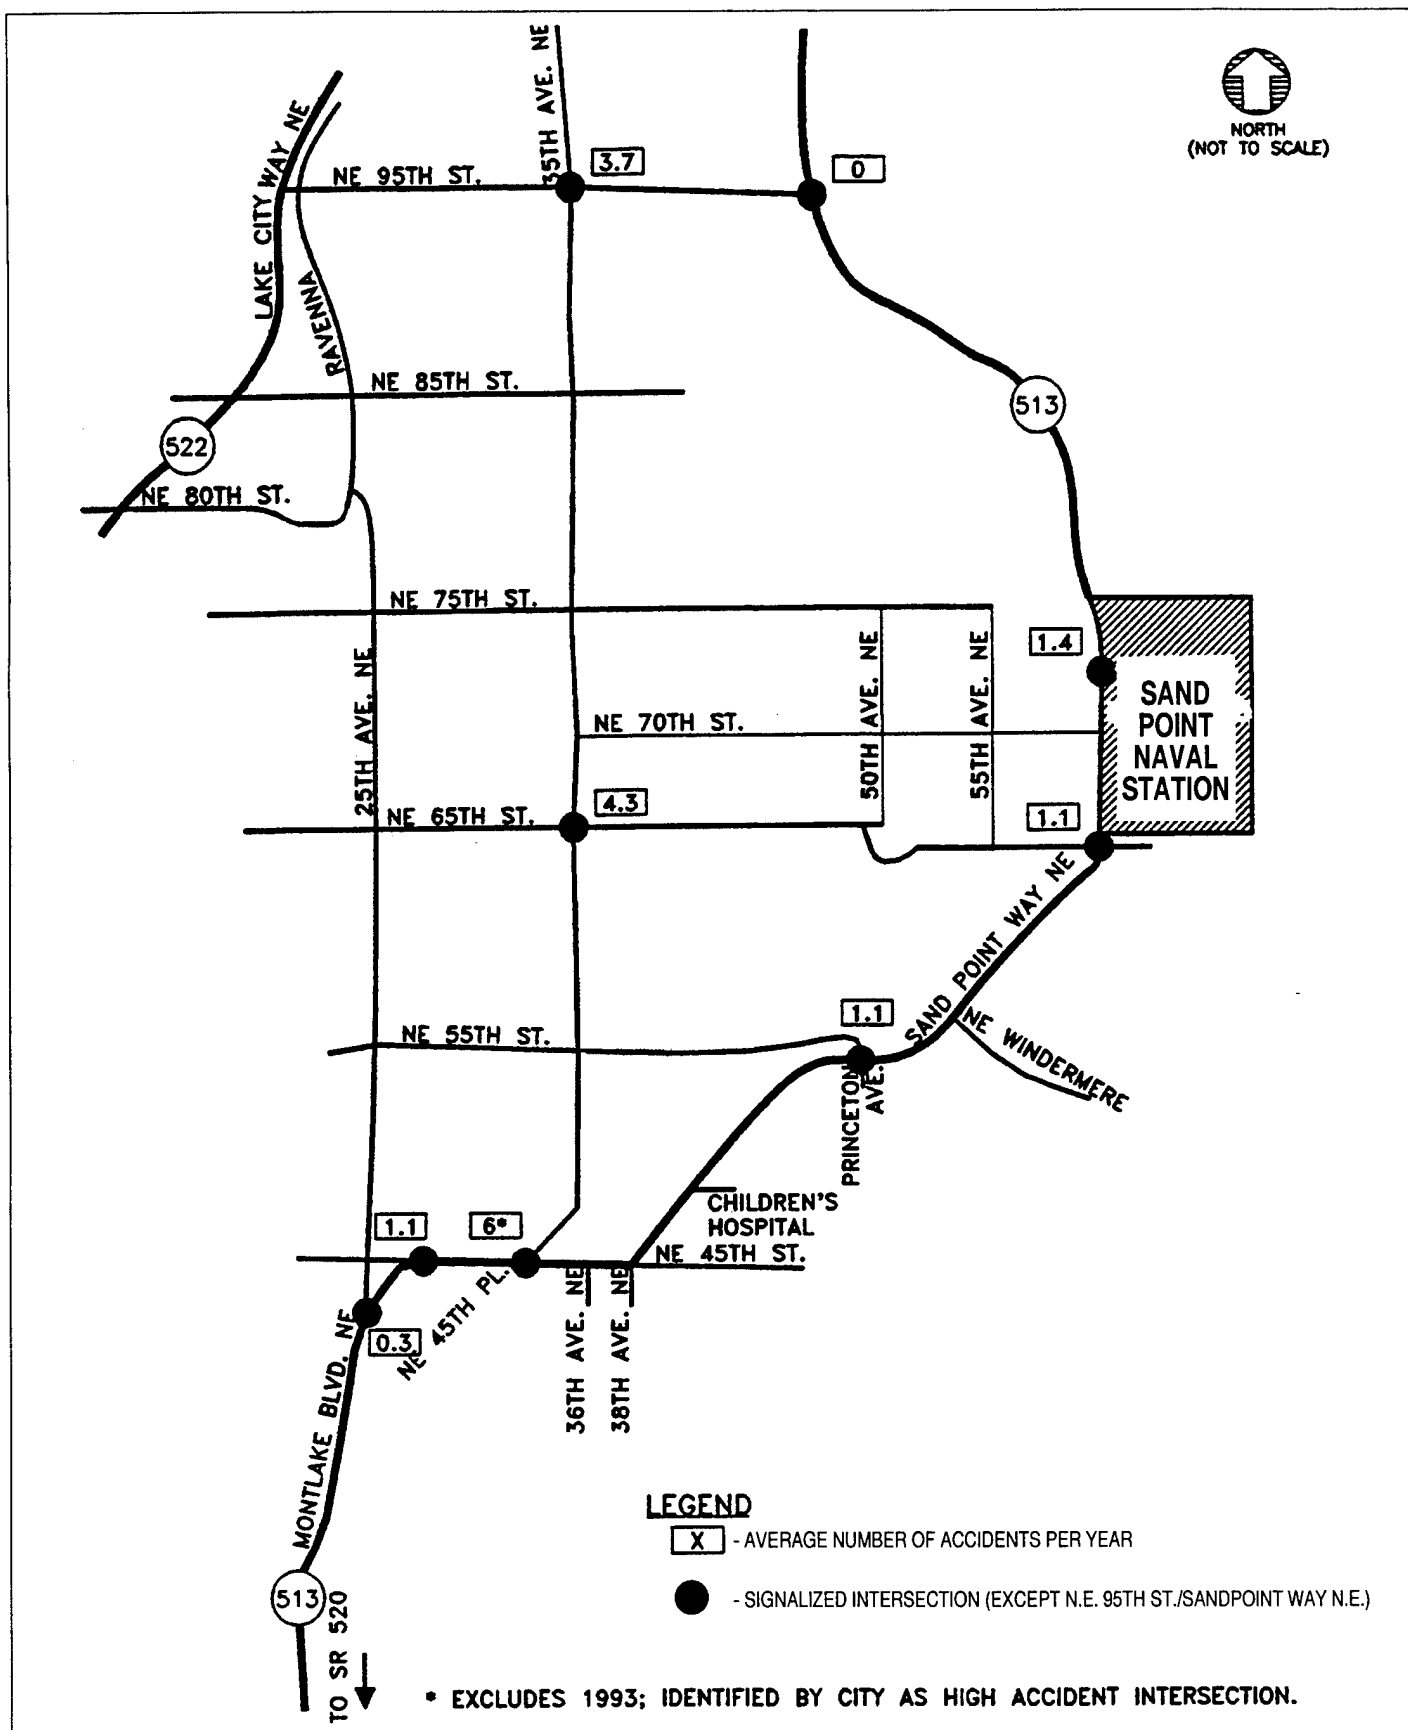 35TH AVE. NE
NORTH
(NOT TO SCALE)
LAKE CITY WAY NE
3.7
0
NE 95TH ST.
RAVENNA
NE 85TH ST.
513
522
NE 80TH ST.
NE 75TH ST.
1.4
25TH AVE. NE
50TH AVE. NE
55TH AVE. NE
SAND
POINT
NAVAL
STATION
NE 70TH ST.
4.3
1.1
NE 65TH ST.
SAND POINT WAY NE
1.1
NE 55TH ST.
NE WINDERMERE
PRINCETON
AVE.
CHILDREN'S
HOSPITAL
1.1
6*
NE 45TH ST.
NE 45TH PL.
36TH AVE. NE
38TH AVE. NE
0.3
MONTLAKE BLVD. NE
513
TO SR 520
LEGEND
X - AVERAGE NUMBER OF ACCIDENTS PER YEAR
- SIGNALIZED INTERSECTION (EXCEPT N.E. 95TH ST./SANDPOINT WAY N.E.)
* EXCLUDES 1993; IDENTIFIED BY CITY AS HIGH ACCIDENT INTERSECTION.